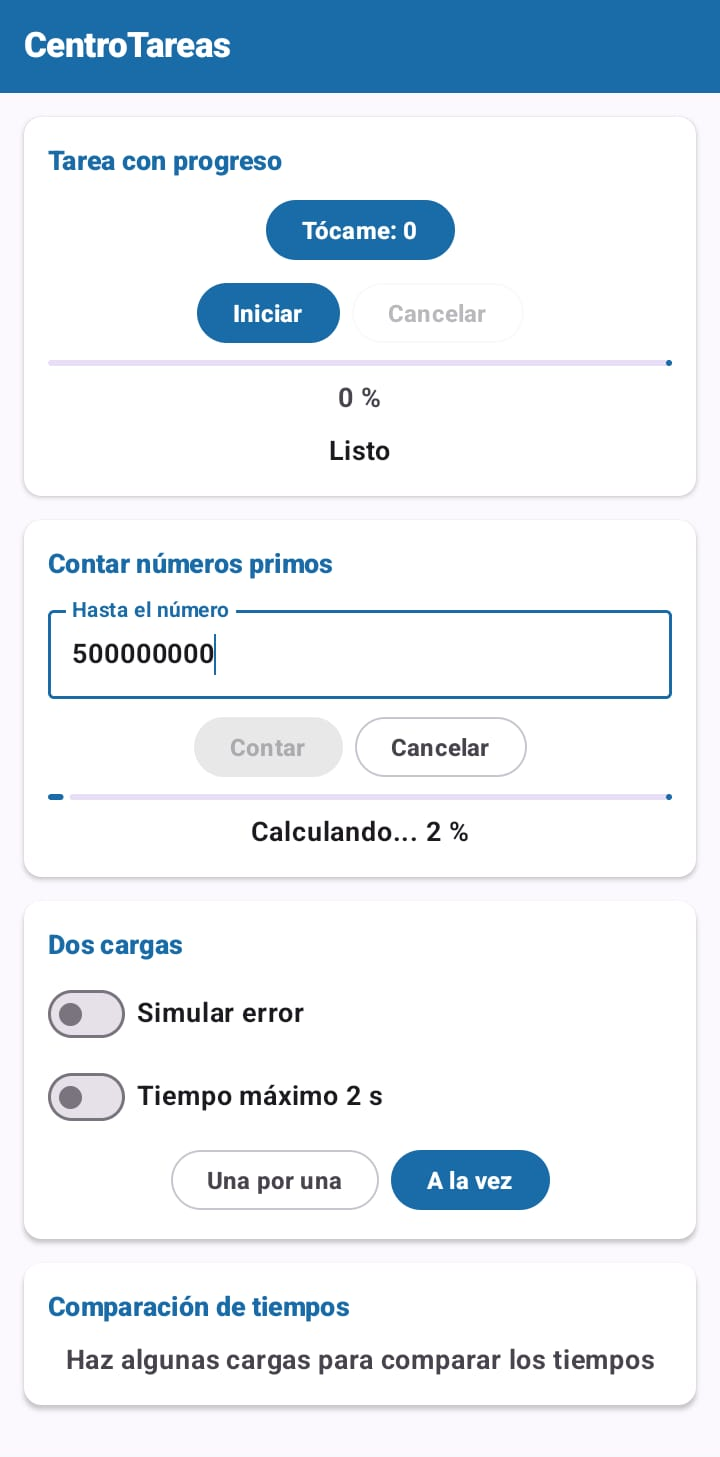 CentroTareas
Tarea con progreso
Tócame: 0
Iniciar Cancelar
0 %
Listo
Contar números primos
Hasta el número
500000000
Contar Cancelar
Calculando... 2 %
Dos cargas
Simular error
Tiempo máximo 2 s
Una por una A la vez
Comparación de tiempos
Haz algunas cargas para comparar los tiempos